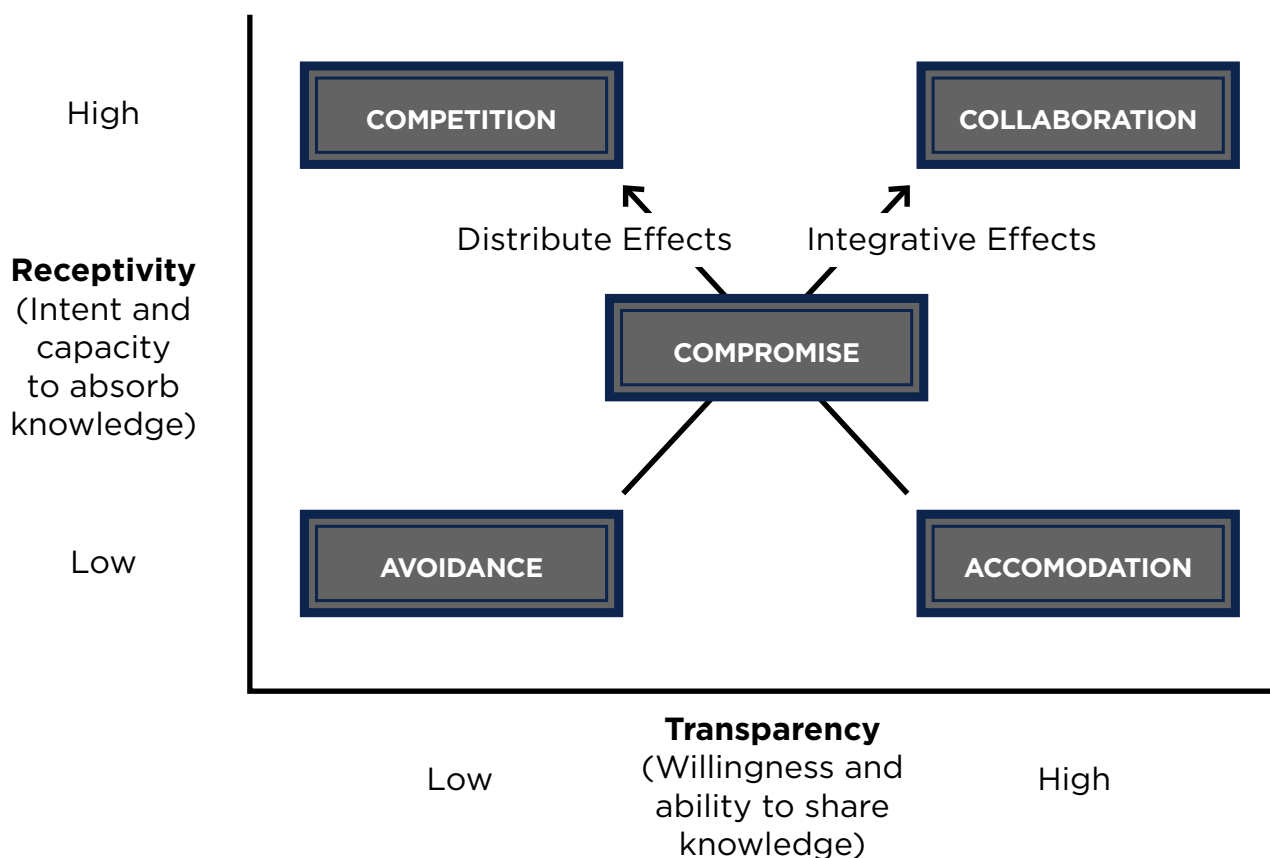 High
COMPETITION
COLLABORATION
Distribute Effects
Integrative Effects
Receptivity
(Intent and
capacity
to absorb
knowledge)
COMPROMISE
Low
AVOIDANCE
ACCOMODATION
Transparency
(Willingness and
ability to share
knowledge)
Low
High